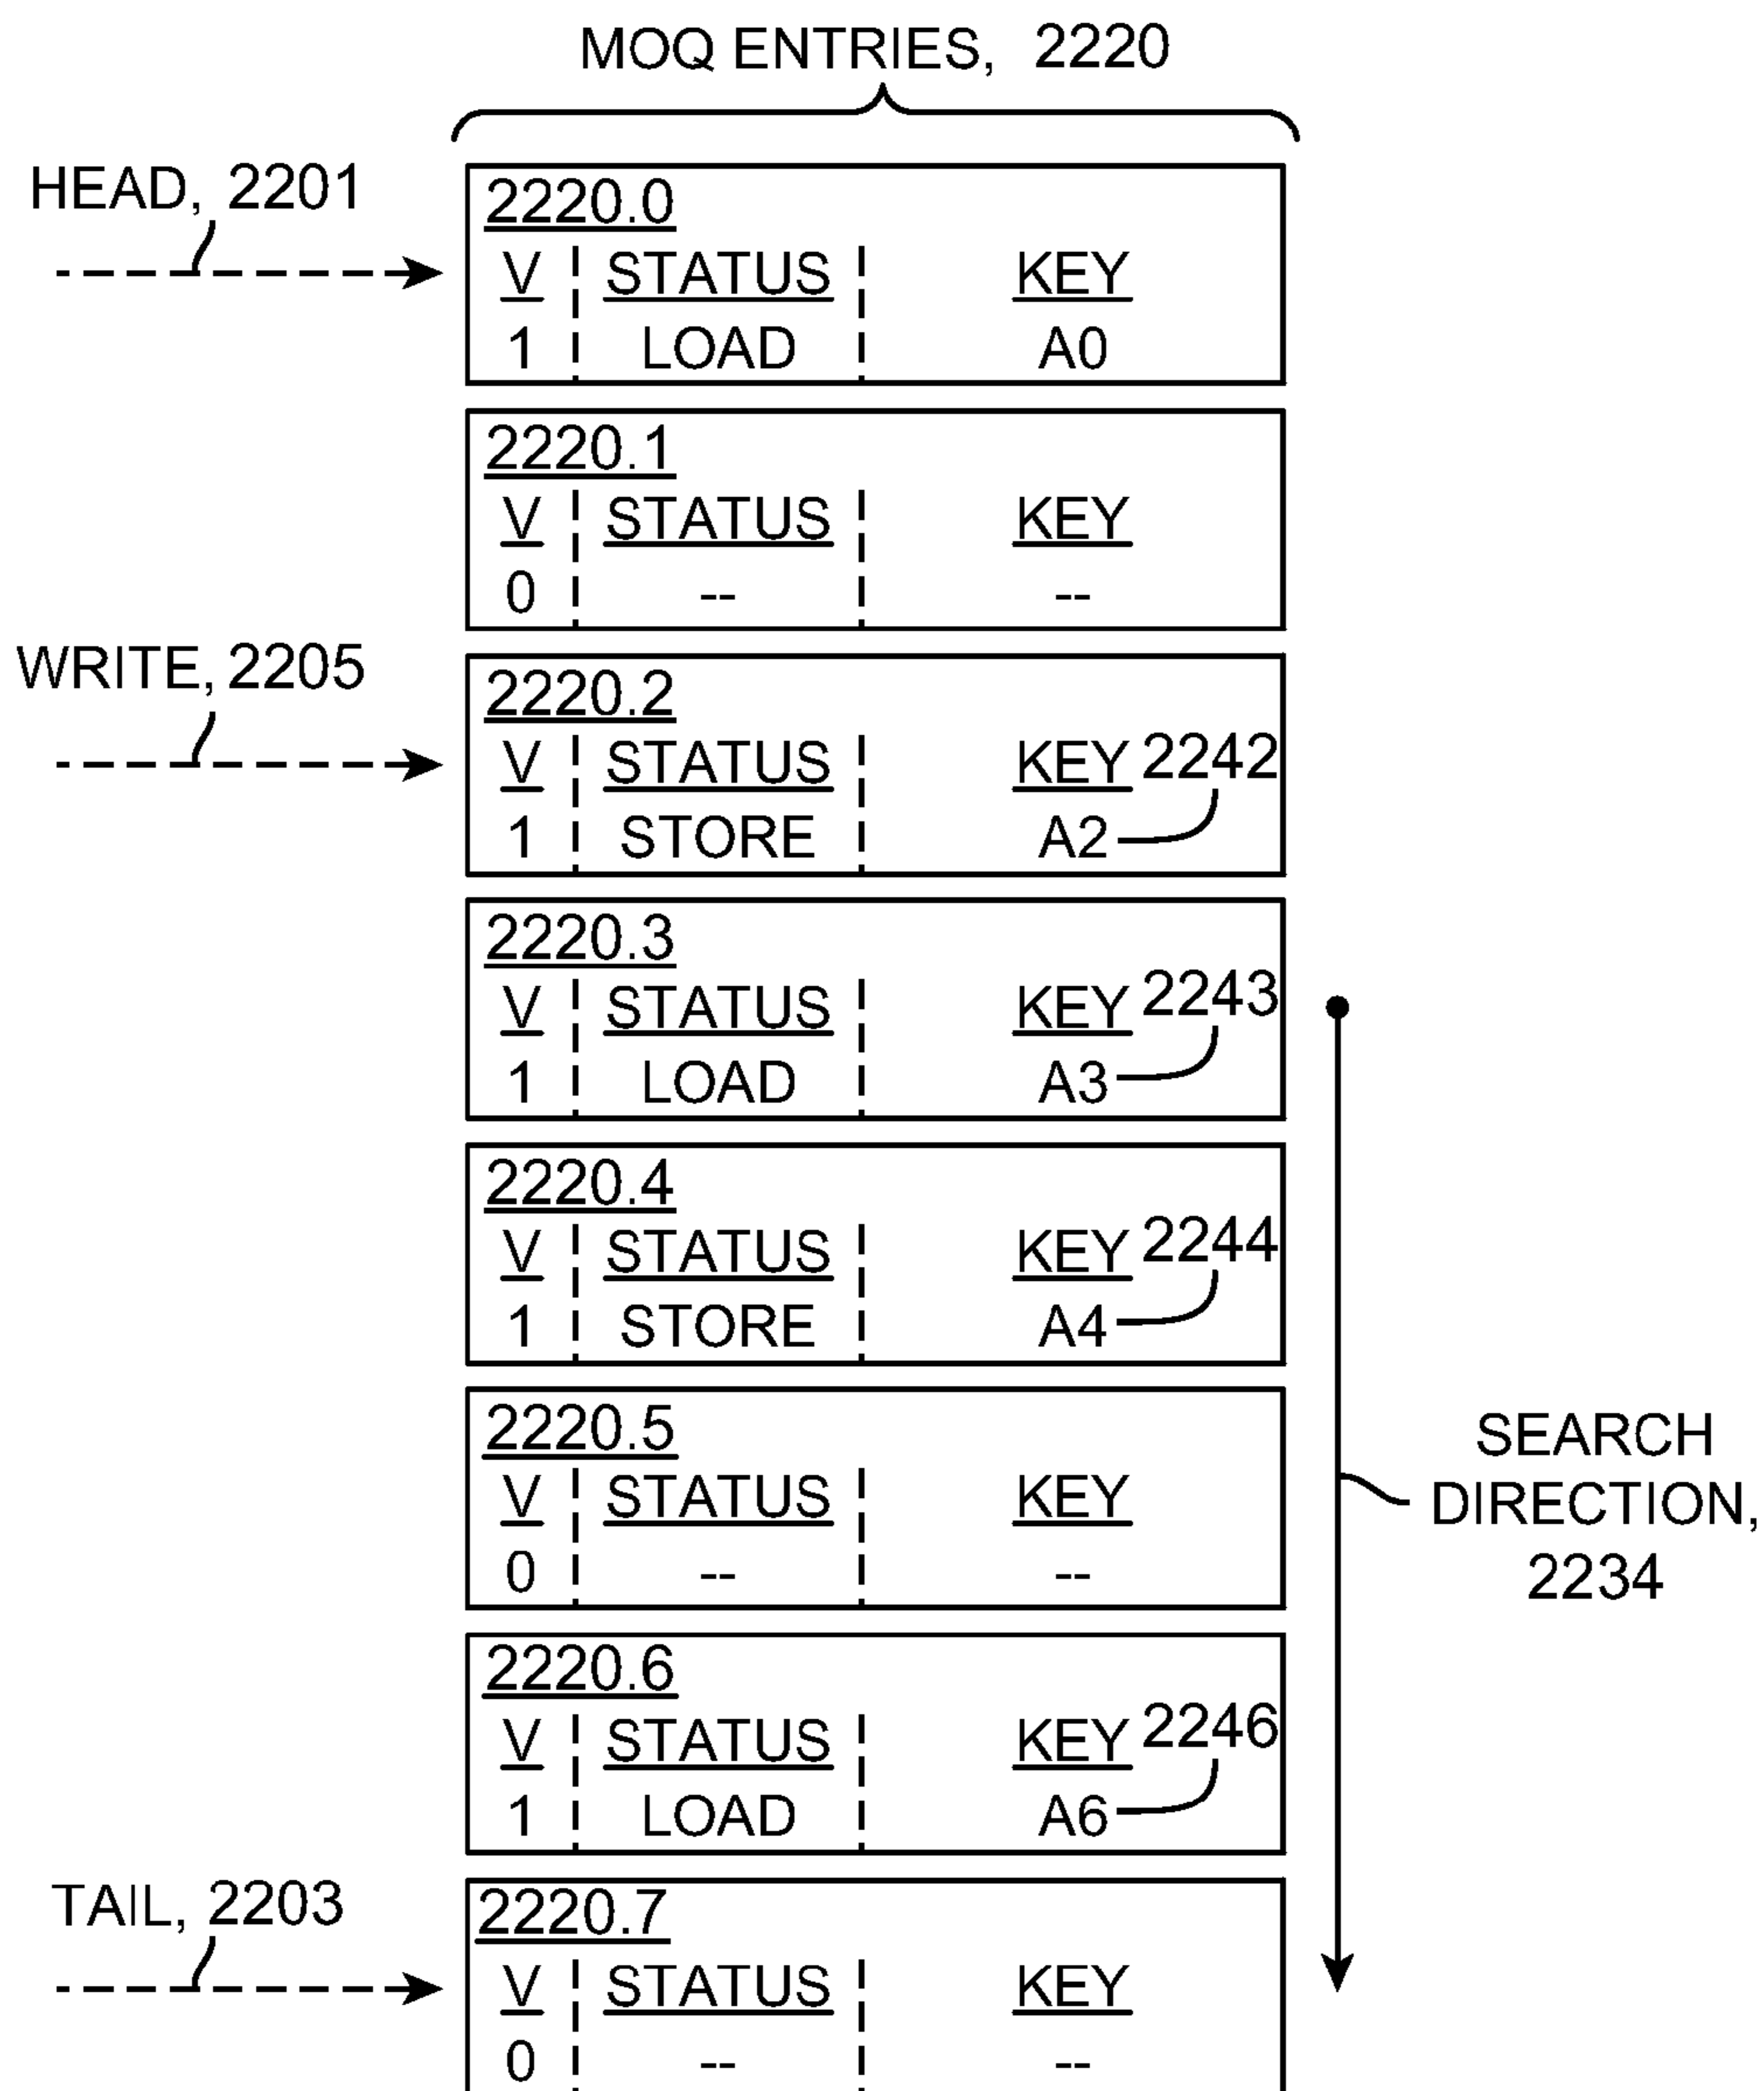 MOQ ENTRIES, 2220
HEAD, 2201
2220.0
V STATUS KEY
1 LOAD A0
2220.1
V STATUS KEY
0 -- --
WRITE, 2205
2220.2
V STATUS KEY 2242
1 STORE A2
2220.3
V STATUS KEY 2243
1 LOAD A3
2220.4
V STATUS KEY 2244
1 STORE A4
2220.5
V STATUS KEY
0 -- --
SEARCH
DIRECTION,
2234
2220.6
V STATUS KEY 2246
1 LOAD A6
TAIL, 2203
2220.7
V STATUS KEY
0 -- --